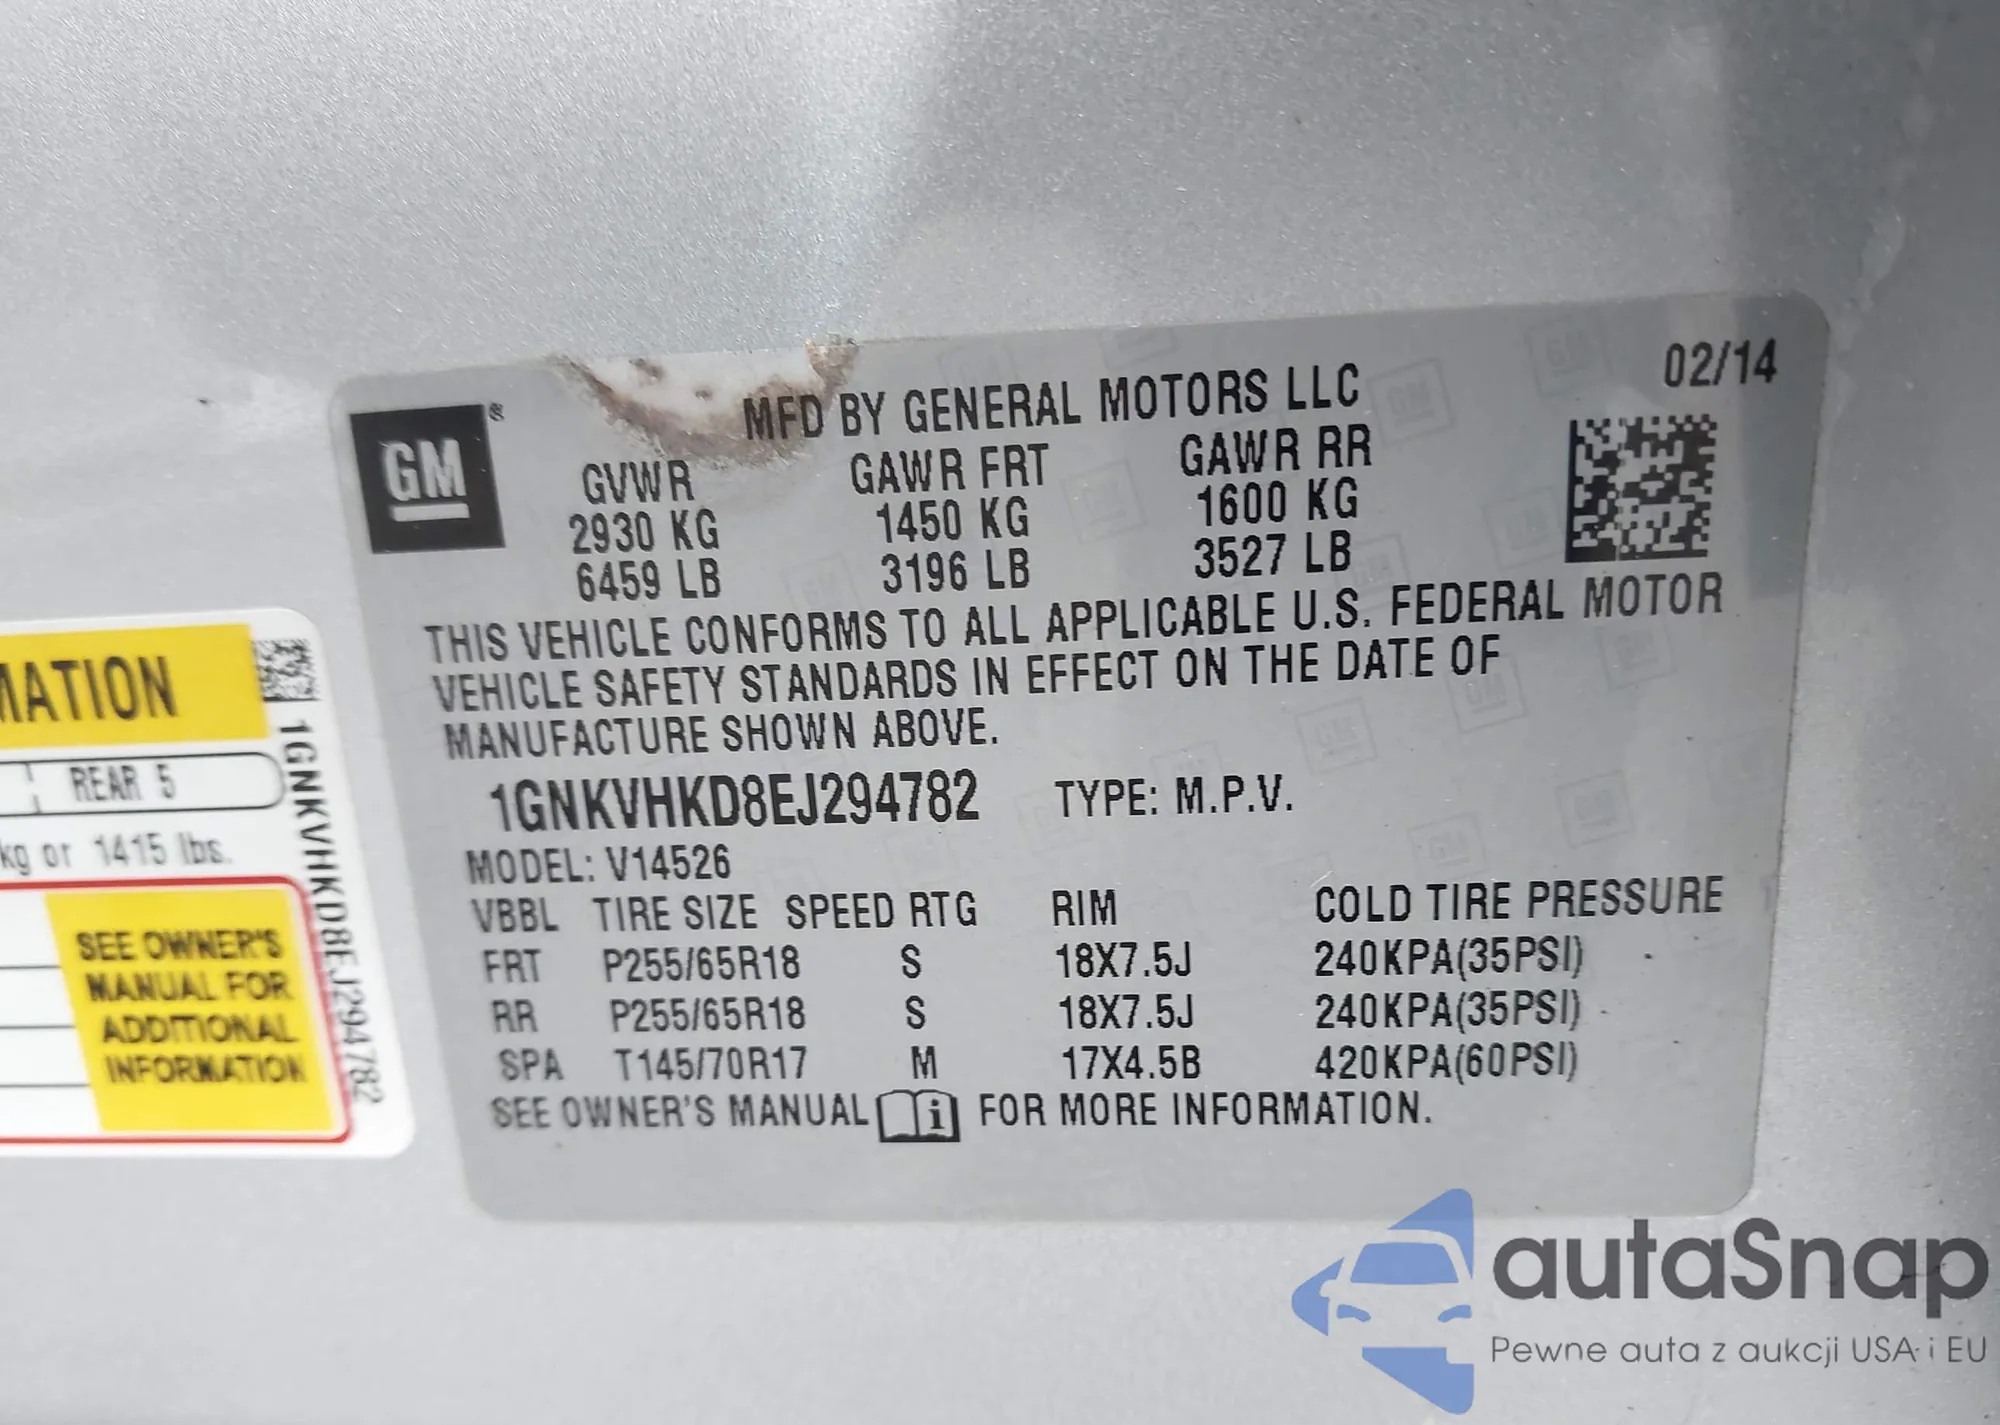 02/14
GM ®
MFD BY GENERAL MOTORS LLC
GVWR GAWR FRT GAWR RR
2930 KG 1450 KG 1600 KG
6459 LB 3196 LB 3527 LB
THIS VEHICLE CONFORMS TO ALL APPLICABLE U.S. FEDERAL MOTOR
VEHICLE SAFETY STANDARDS IN EFFECT ON THE DATE OF
MANUFACTURE SHOWN ABOVE.
1GNKVHKD8EJ294782 TYPE: M.P.V.
MODEL: V14526
VBBL TIRE SIZE SPEED RTG RIM COLD TIRE PRESSURE
FRT P255/65R18 S 18X7.5J 240KPA(35PSI)
RR P255/65R18 S 18X7.5J 240KPA(35PSI)
SPA T145/70R17 M 17X4.5B 420KPA(60PSI)
SEE OWNER'S MANUAL i FOR MORE INFORMATION.
MATION
REAR 5
kg or 1415 lbs.
SEE OWNER'S
MANUAL FOR
ADDITIONAL
INFORMATION
1GNKVHKD8EJ294782
autaSnap
Pewne auta z aukcji USA i EU